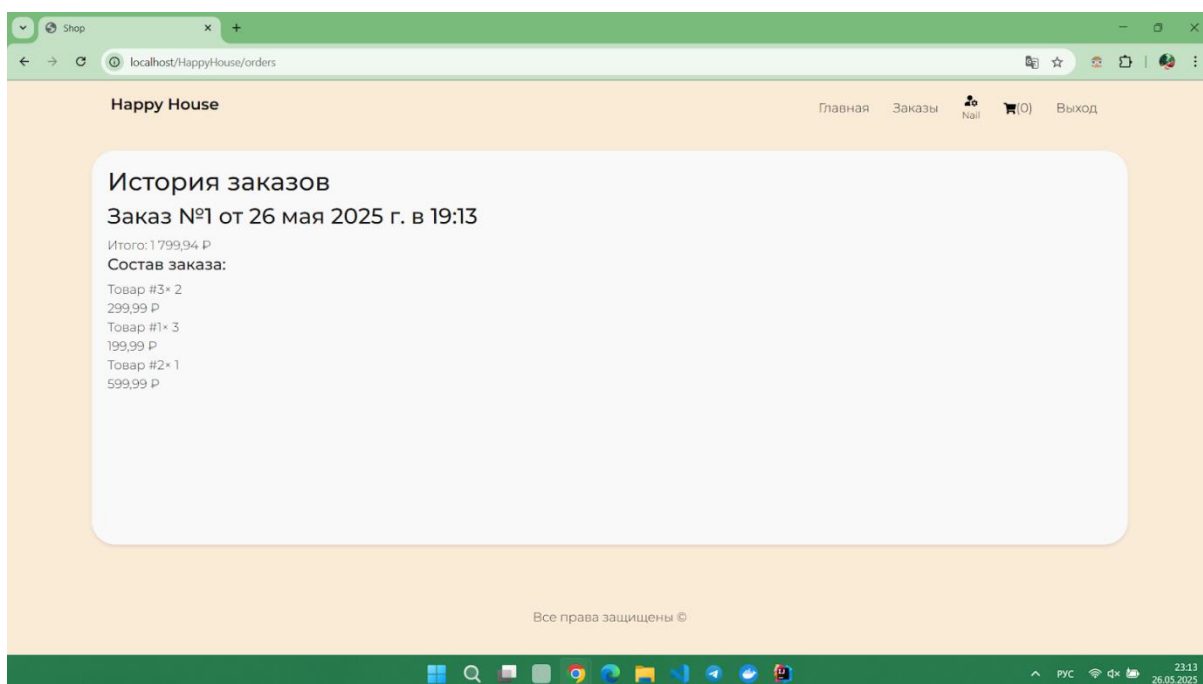 Shop
localhost/HappyHouse/orders
Happy House
Главная Заказы Nail (0) Выход
История заказов
Заказ №1 от 26 мая 2025 г. в 19:13
Итого: 1 799,94 ₽
Состав заказа:
Товар #3× 2
299,99 ₽
Товар #1× 3
199,99 ₽
Товар #2× 1
599,99 ₽
Все права защищены ©
РУС 23:13
26.05.2025